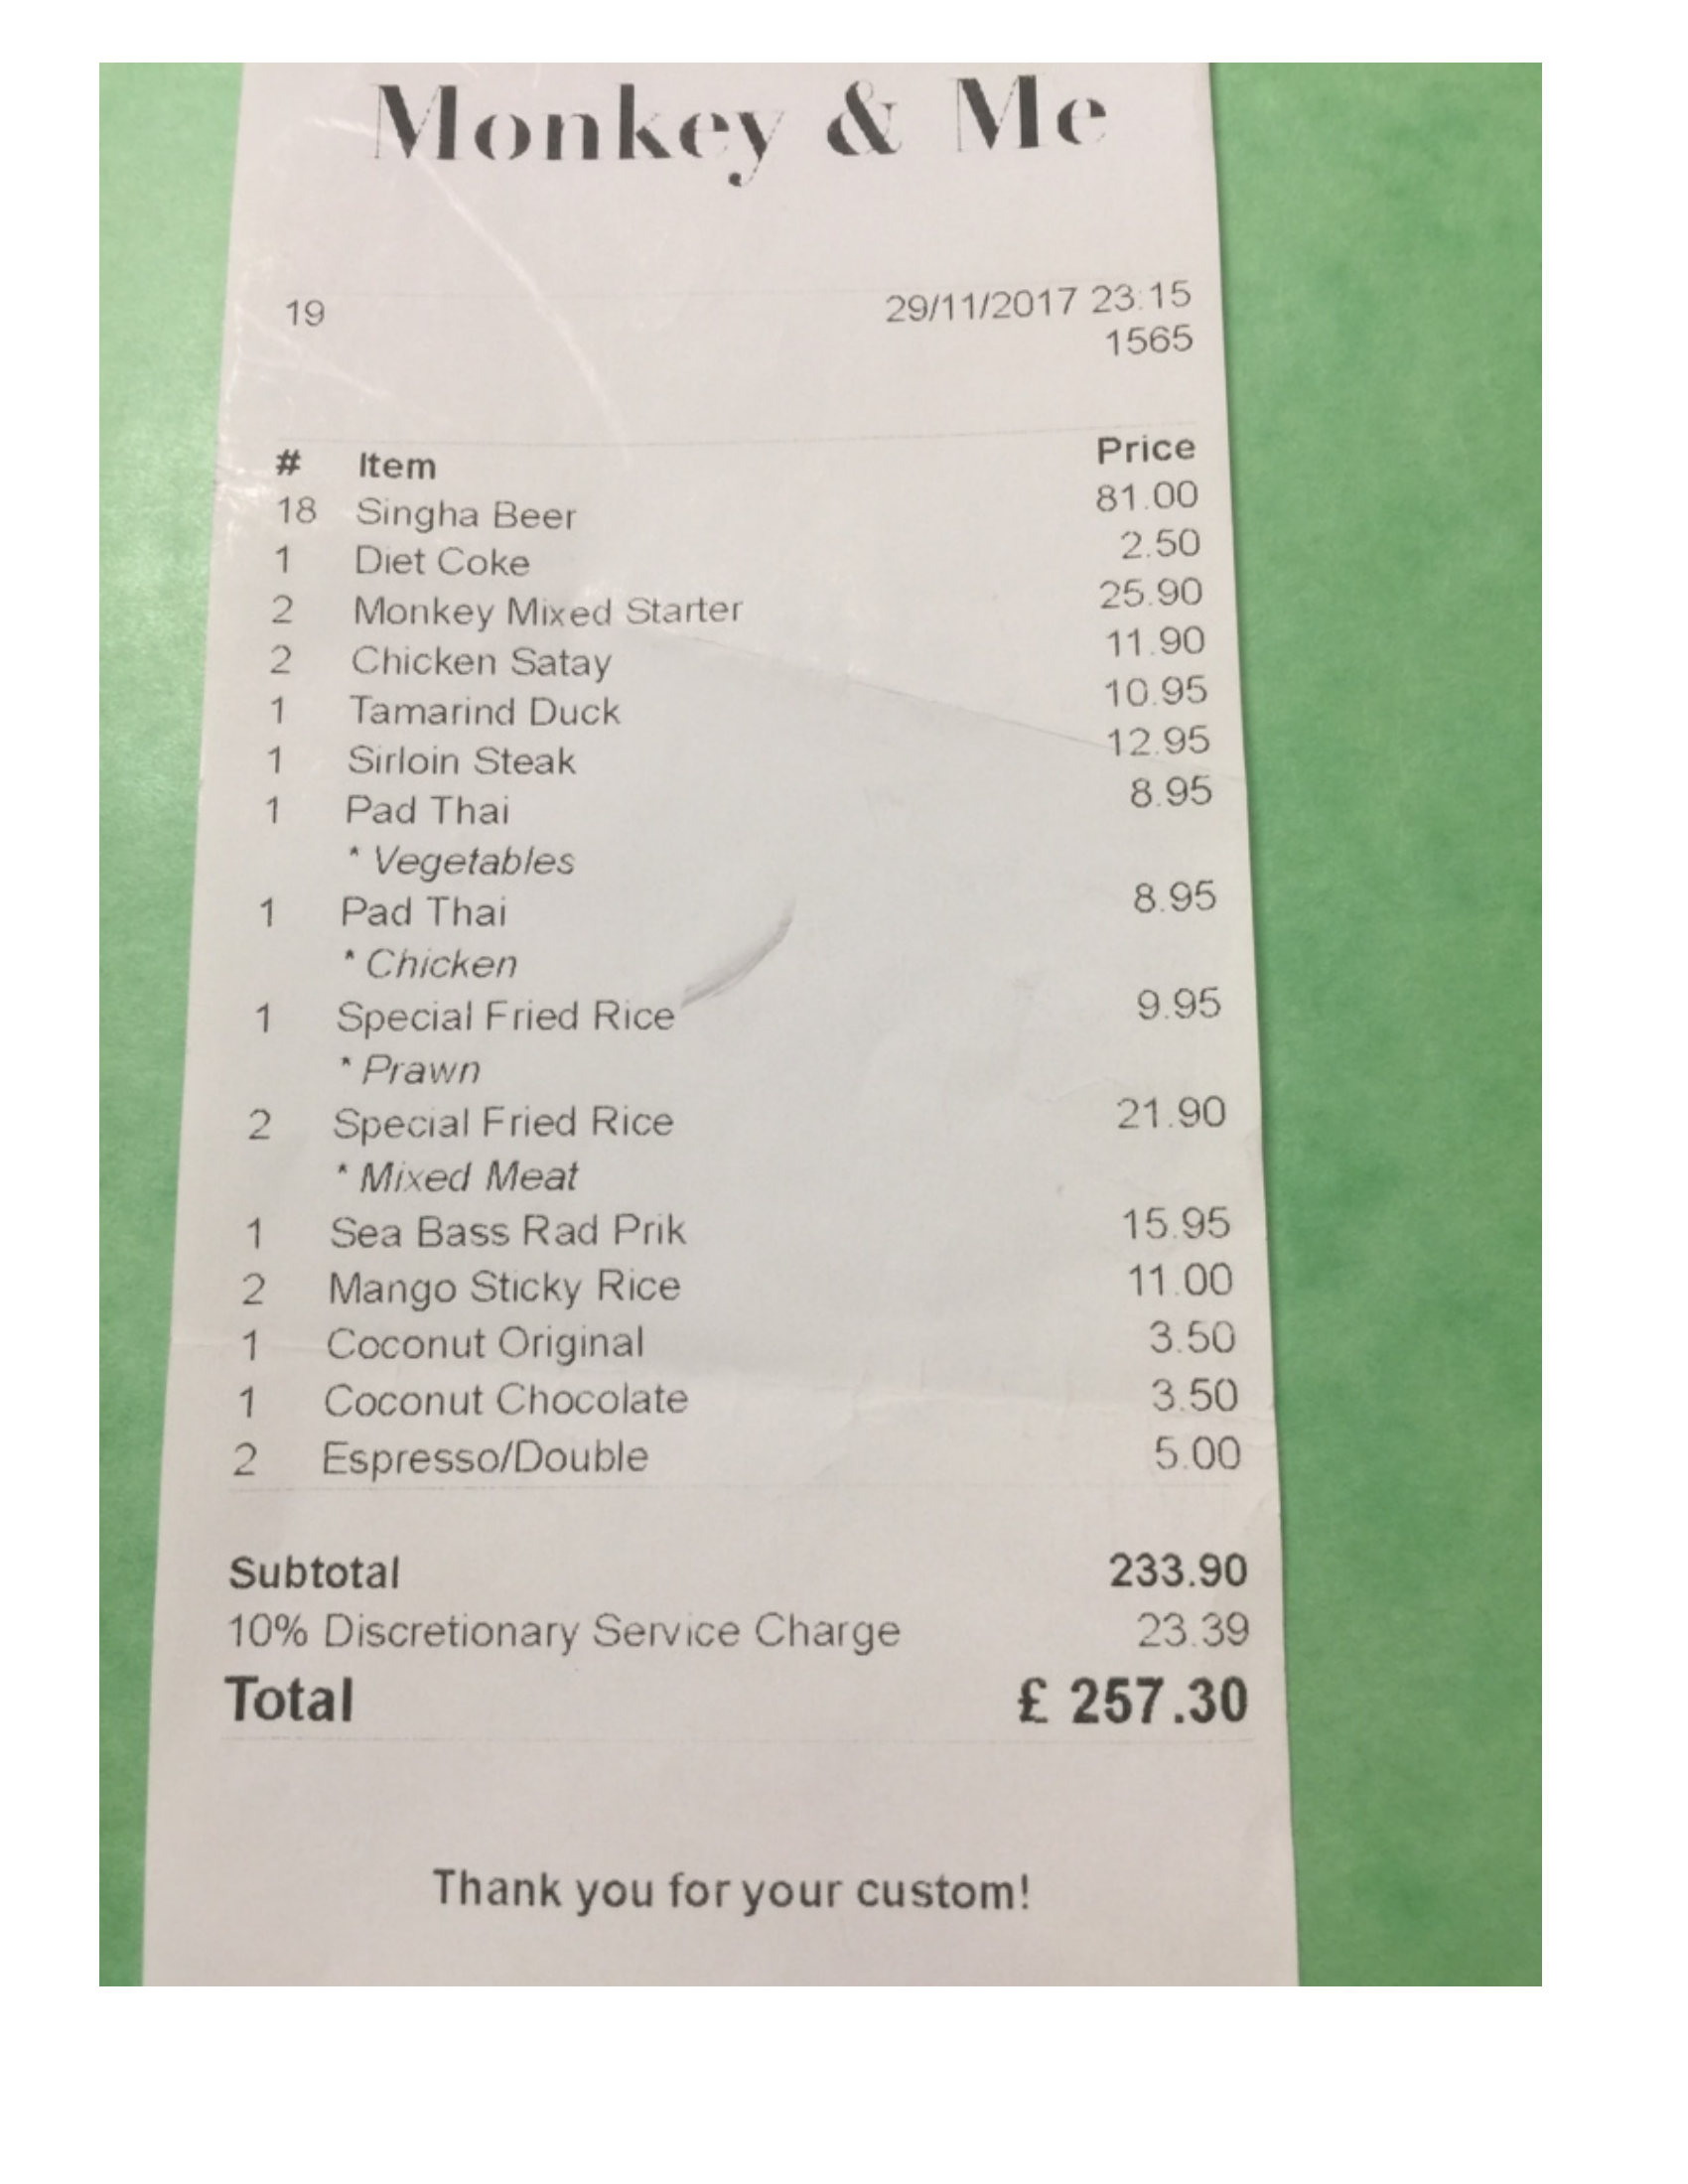 Monkey & Me
19 29/11/2017 23:15
1565
# Item Price
18 Singha Beer 81.00
1 Diet Coke 2.50
2 Monkey Mixed Starter 25.90
2 Chicken Satay 11.90
1 Tamarind Duck 10.95
1 Sirloin Steak 12.95
1 Pad Thai 8.95
* Vegetables
1 Pad Thai 8.95
* Chicken
1 Special Fried Rice 9.95
* Prawn
2 Special Fried Rice 21.90
* Mixed Meat
1 Sea Bass Rad Prik 15.95
2 Mango Sticky Rice 11.00
1 Coconut Original 3.50
1 Coconut Chocolate 3.50
2 Espresso/Double 5.00
Subtotal 233.90
10% Discretionary Service Charge 23.39
Total £ 257.30
Thank you for your custom!